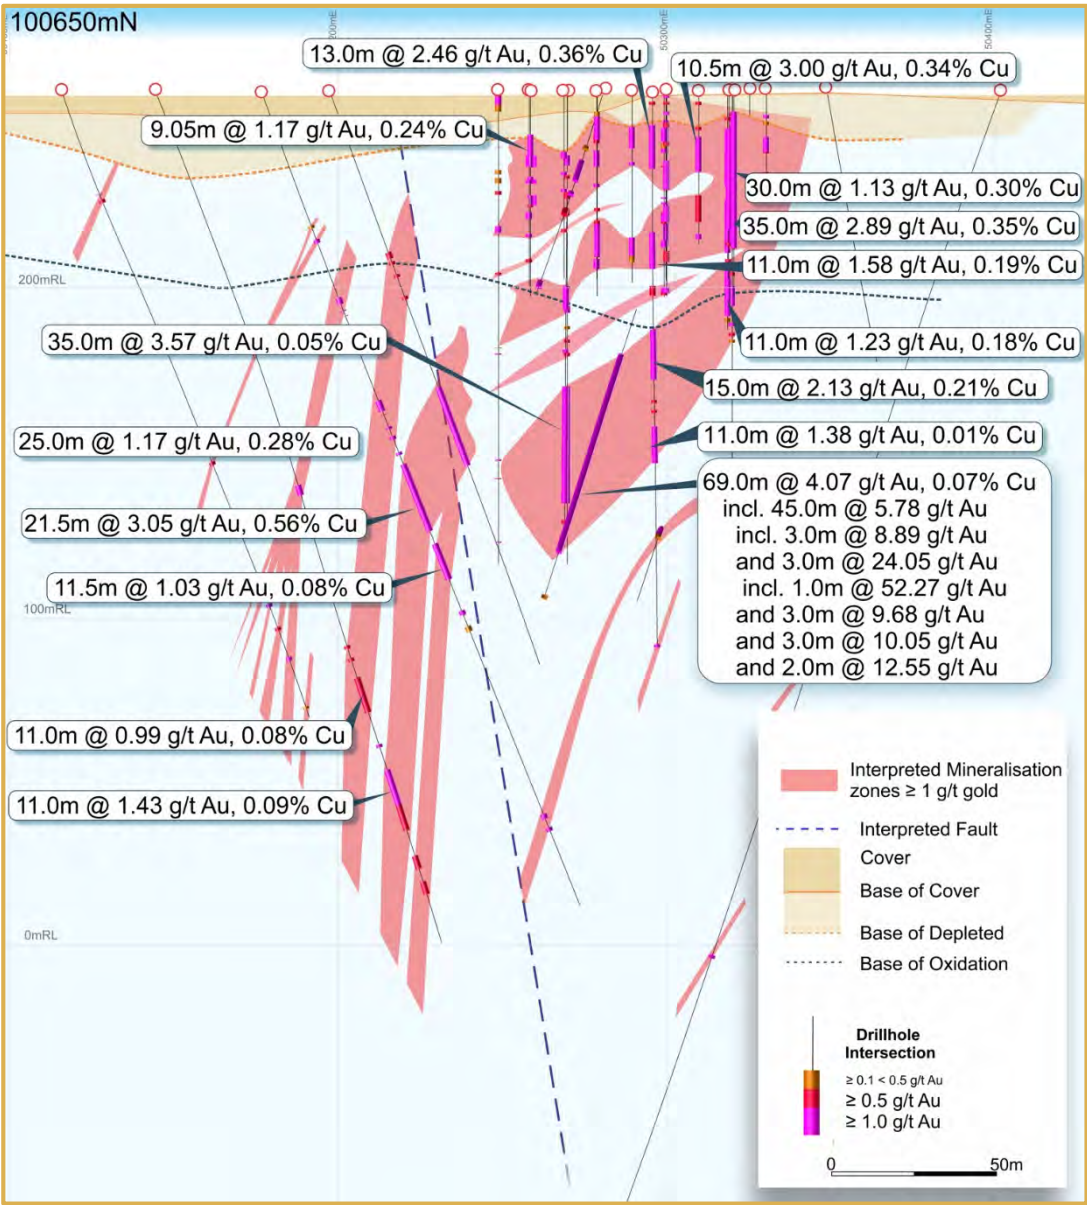 100650mN
50300mE
50400mE
13.0m @ 2.46 g/t Au, 0.36% Cu
10.5m @ 3.00 g/t Au, 0.34% Cu
9.05m @ 1.17 g/t Au, 0.24% Cu
30.0m @ 1.13 g/t Au, 0.30% Cu
35.0m @ 2.89 g/t Au, 0.35% Cu
11.0m @ 1.58 g/t Au, 0.19% Cu
200mRL
35.0m @ 3.57 g/t Au, 0.05% Cu
11.0m @ 1.23 g/t Au, 0.18% Cu
15.0m @ 2.13 g/t Au, 0.21% Cu
25.0m @ 1.17 g/t Au, 0.28% Cu
11.0m @ 1.38 g/t Au, 0.01% Cu
69.0m @ 4.07 g/t Au, 0.07% Cu
incl. 45.0m @ 5.78 g/t Au
incl. 3.0m @ 8.89 g/t Au
and 3.0m @ 24.05 g/t Au
incl. 1.0m @ 52.27 g/t Au
and 3.0m @ 9.68 g/t Au
and 3.0m @ 10.05 g/t Au
and 2.0m @ 12.55 g/t Au
21.5m @ 3.05 g/t Au, 0.56% Cu
11.5m @ 1.03 g/t Au, 0.08% Cu
100mRL
11.0m @ 0.99 g/t Au, 0.08% Cu
11.0m @ 1.43 g/t Au, 0.09% Cu
0mRL
Interpreted Mineralisation
zones ≥ 1 g/t gold
Interpreted Fault
Cover
Base of Cover
Base of Depleted
Base of Oxidation
Drillhole
Intersection
≥ 0.1 < 0.5 g/t Au
≥ 0.5 g/t Au
≥ 1.0 g/t Au
0 50m